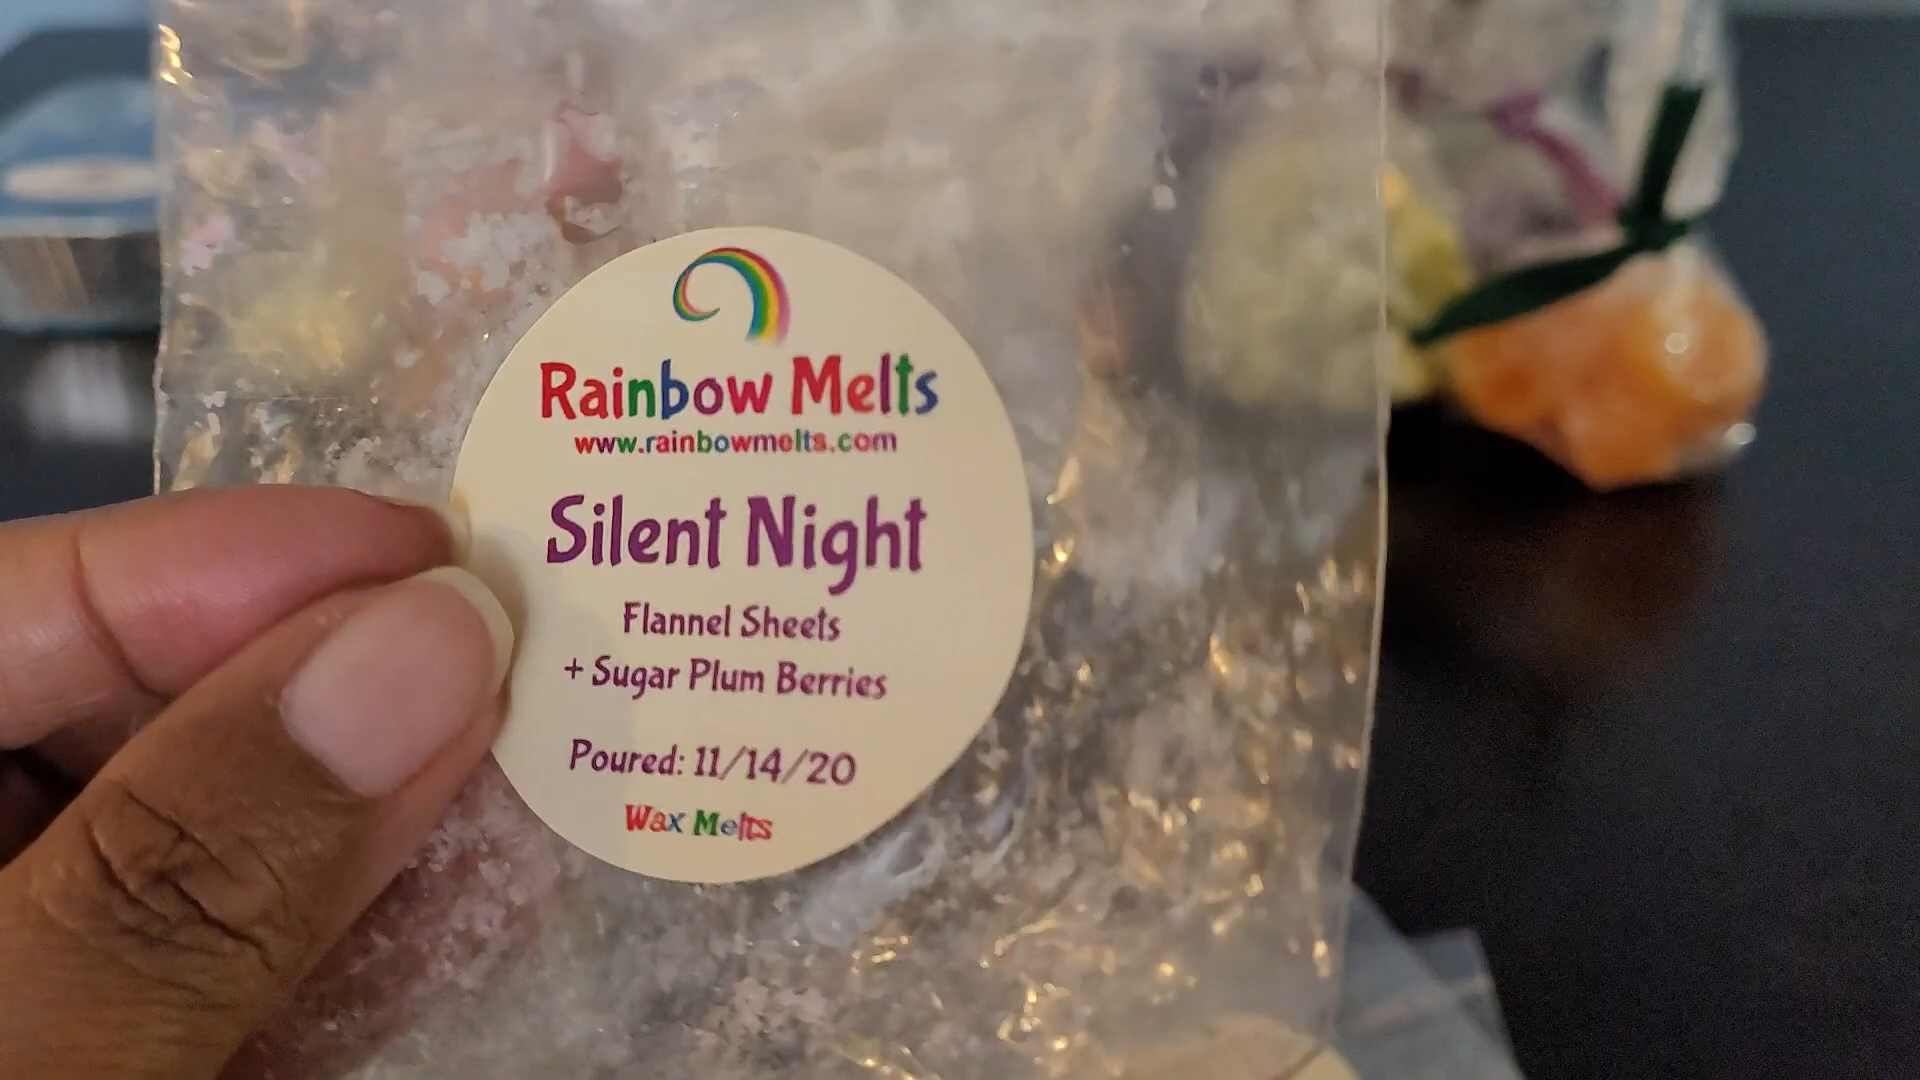 Rainbow Melts
www.rainbowmelts.com
Silent Night
Flannel Sheets
+ Sugar Plum Berries
Poured: 11/14/20
Wax Melts